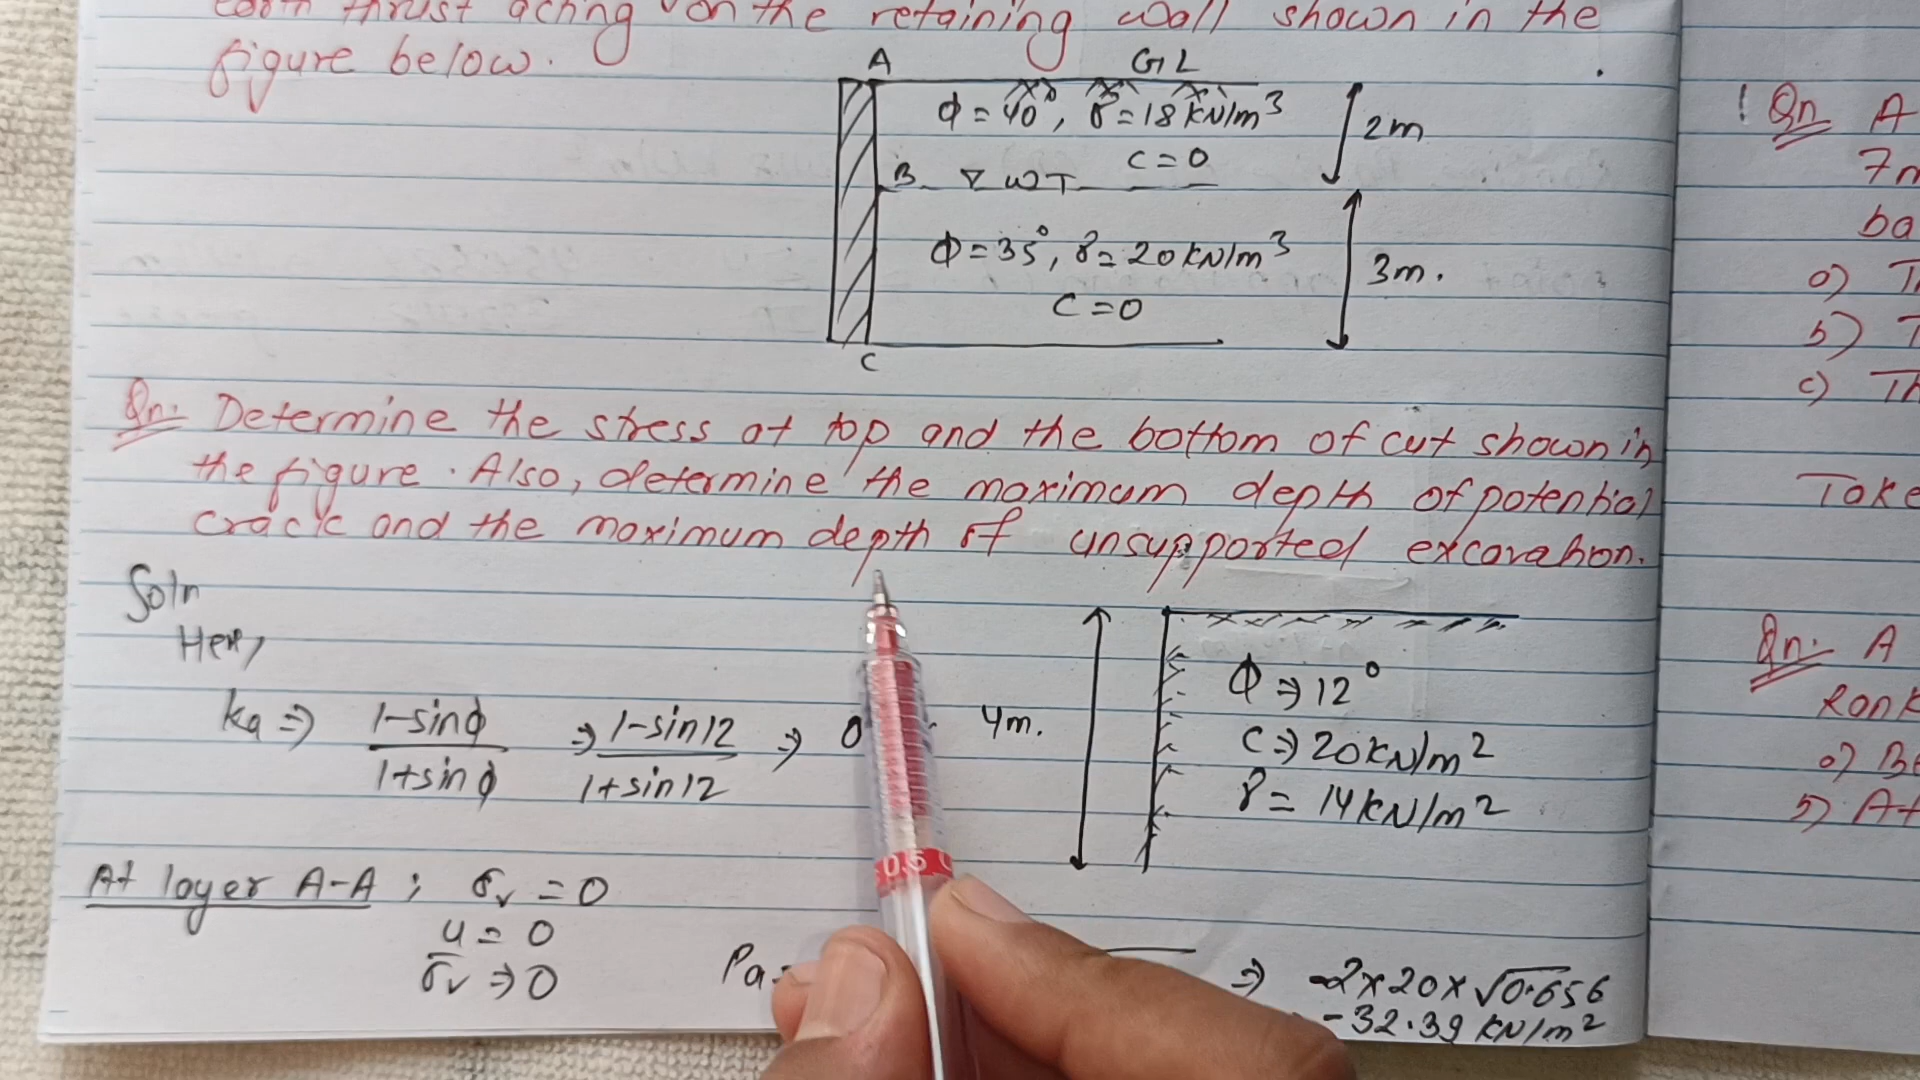 earth thrust acting on the retaining wall shown in the
figure below.
A GL
ϕ = 40°, γ = 18 kN/m³
2m
C = 0
B ∇ WT
ϕ = 35°, γ = 20 kN/m³
3m.
C = 0
C
Qn. Determine the stress at top and the bottom of cut shown in
the figure. Also, determine the maximum depth of potential
crack and the maximum depth of unsupported excavation.
Soln
Here,
ka ⇒ 1-sinϕ / 1+sinϕ ⇒ 1-sin12 / 1+sin12 ⇒ 0
4m.
ϕ ⇒ 12°
C ⇒ 20 kN/m²
γ = 14 kN/m²
At layer A-A ; σv = 0
u = 0
σ̄v ⇒ 0
Pa = ⇒ -2×20×√0.656
-32.39 kN/m²
! Qn A
7m
ba
a) Th
b) T
c) Th
Take
Qn. A
Rank
a) Be
b) At